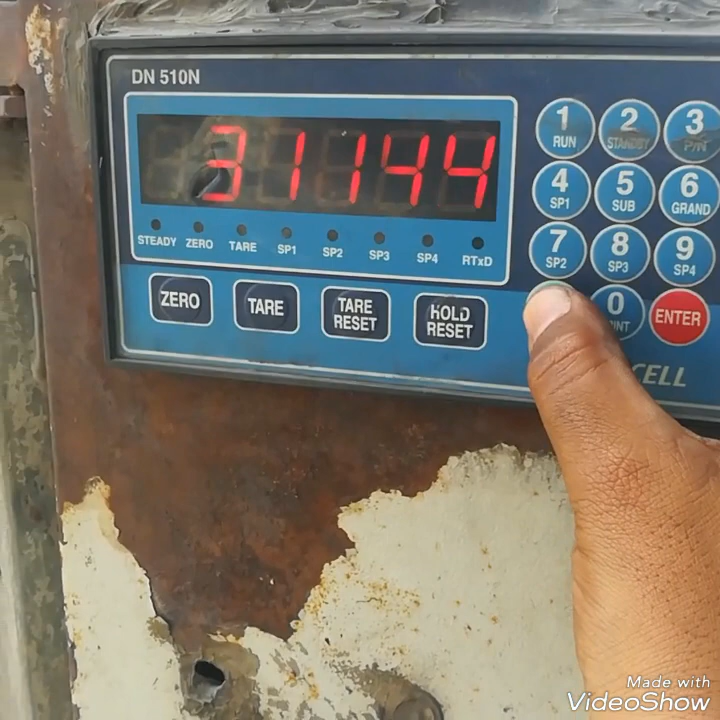 DN 510N
31144
STEADY ZERO TARE SP1 SP2 SP3 SP4 RTxD
ZERO TARE TARE RESET HOLD RESET
1 RUN 2 STANDBY 3 P/N
4 SP1 5 SUB 6 GRAND
7 SP2 8 SP3 9 SP4
0 ENTER
CELL
Made with
VideoShow